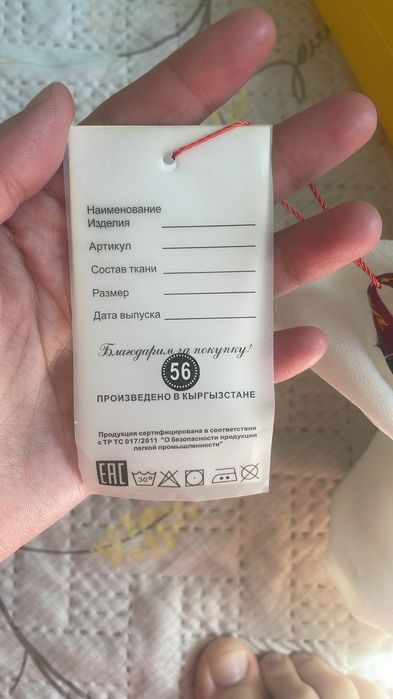 Наименование
Изделия
Артикул
Состав ткани
Размер
Дата выпуска
Благодарим за покупку!
56
ПРОИЗВЕДЕНО В КЫРГЫЗСТАНЕ
Продукция сертифицирована в соответствии
с ТР ТС 017/2011 "О безопасности продукции
легкой промышленности"
EAC 30°